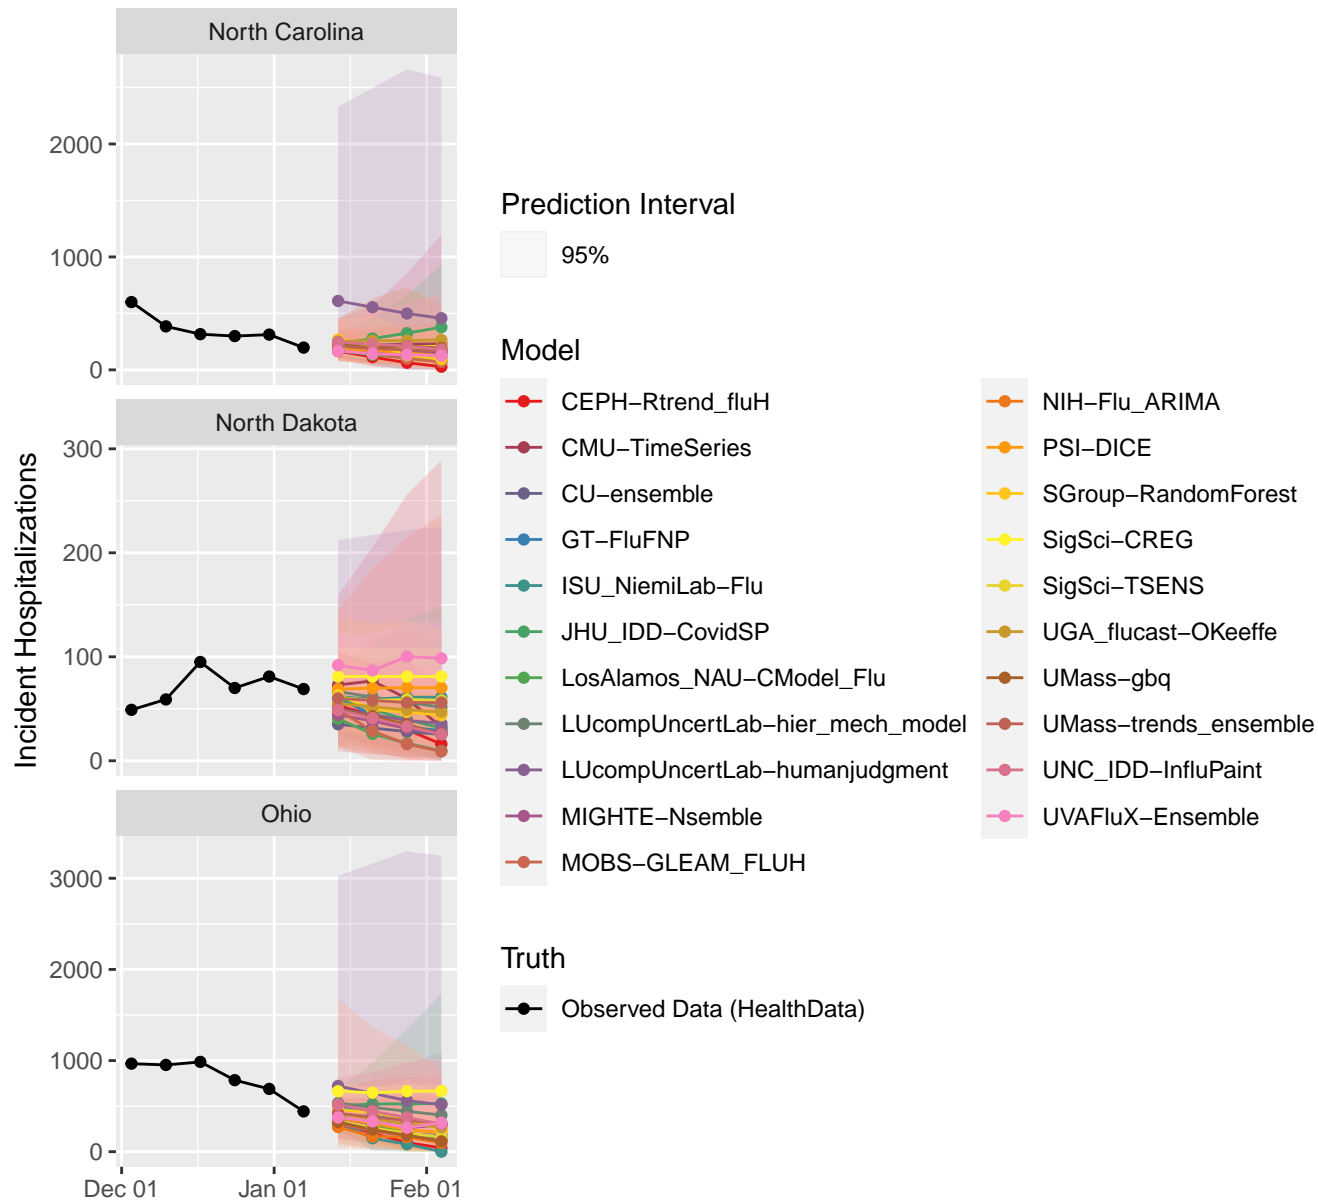 North Carolina
2000
1000
0
North Dakota
300
200
100
0
Ohio
3000
2000
1000
0
Dec 01
Jan 01
Feb 01
Incident Hospitalizations
Prediction Interval
95%
Model
CEPH−Rtrend_fluH
CMU−TimeSeries
CU−ensemble
GT−FluFNP
ISU_NiemiLab−Flu
JHU_IDD−CovidSP
LosAlamos_NAU−CModel_Flu
LUcompUncertLab−hier_mech_model
LUcompUncertLab−humanjudgment
MIGHTE−Nsemble
MOBS−GLEAM_FLUH
NIH−Flu_ARIMA
PSI−DICE
SGroup−RandomForest
SigSci−CREG
SigSci−TSENS
UGA_flucast−OKeeffe
UMass−gbq
UMass−trends_ensemble
UNC_IDD−InfluPaint
UVAFluX−Ensemble
Truth
Observed Data (HealthData)